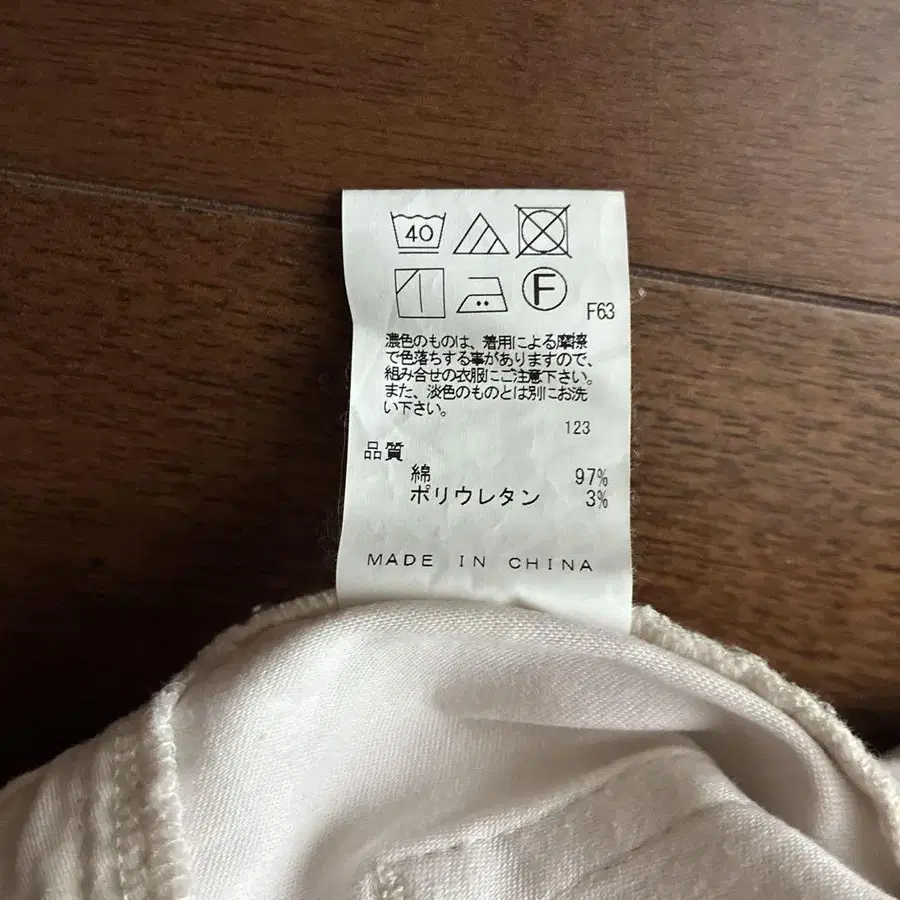 40
F
F63
濃色のものは、着用による摩擦
で色落ちする事がありますので、
組み合せの衣服にご注意下さい。
また、淡色のものとは別にお洗
い下さい。
123
品質
綿 97%
ポリウレタン 3%
MADE IN CHINA